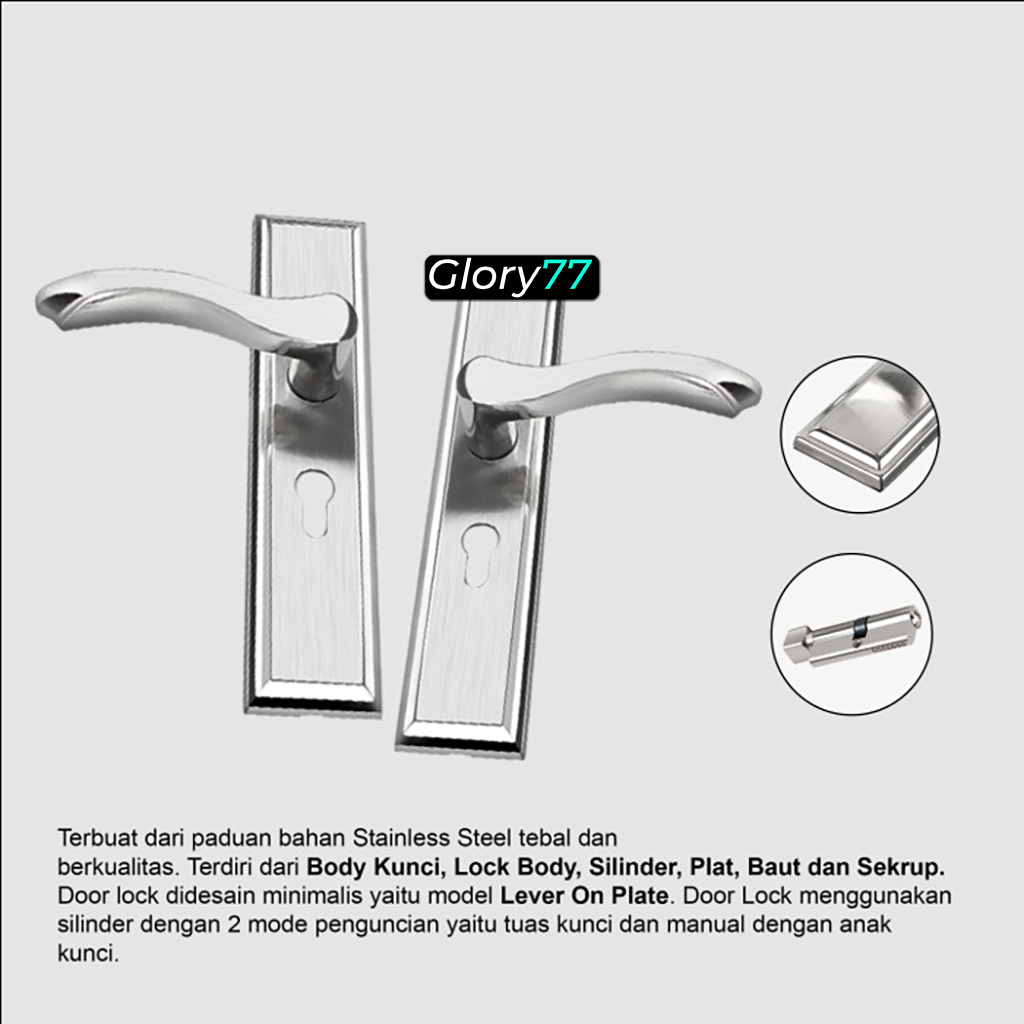 Glory77
Terbuat dari paduan bahan Stainless Steel tebal dan
berkualitas. Terdiri dari Body Kunci, Lock Body, Silinder, Plat, Baut dan Sekrup.
Door lock didesain minimalis yaitu model Lever On Plate. Door Lock menggunakan
silinder dengan 2 mode penguncian yaitu tuas kunci dan manual dengan anak
kunci.